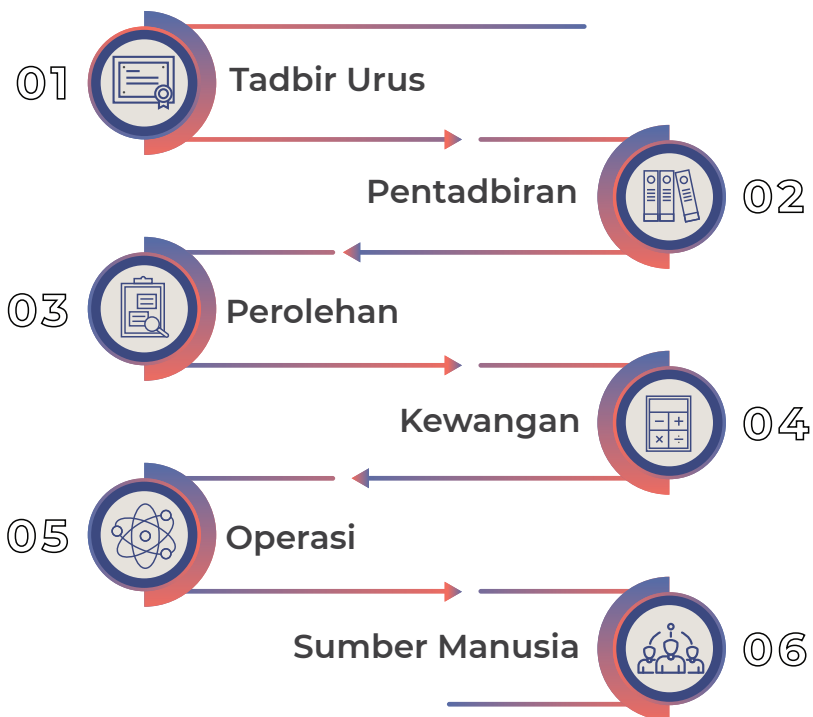 01
Tadbir Urus
Pentadbiran
02
03
Perolehan
Kewangan
04
05
Operasi
Sumber Manusia
06